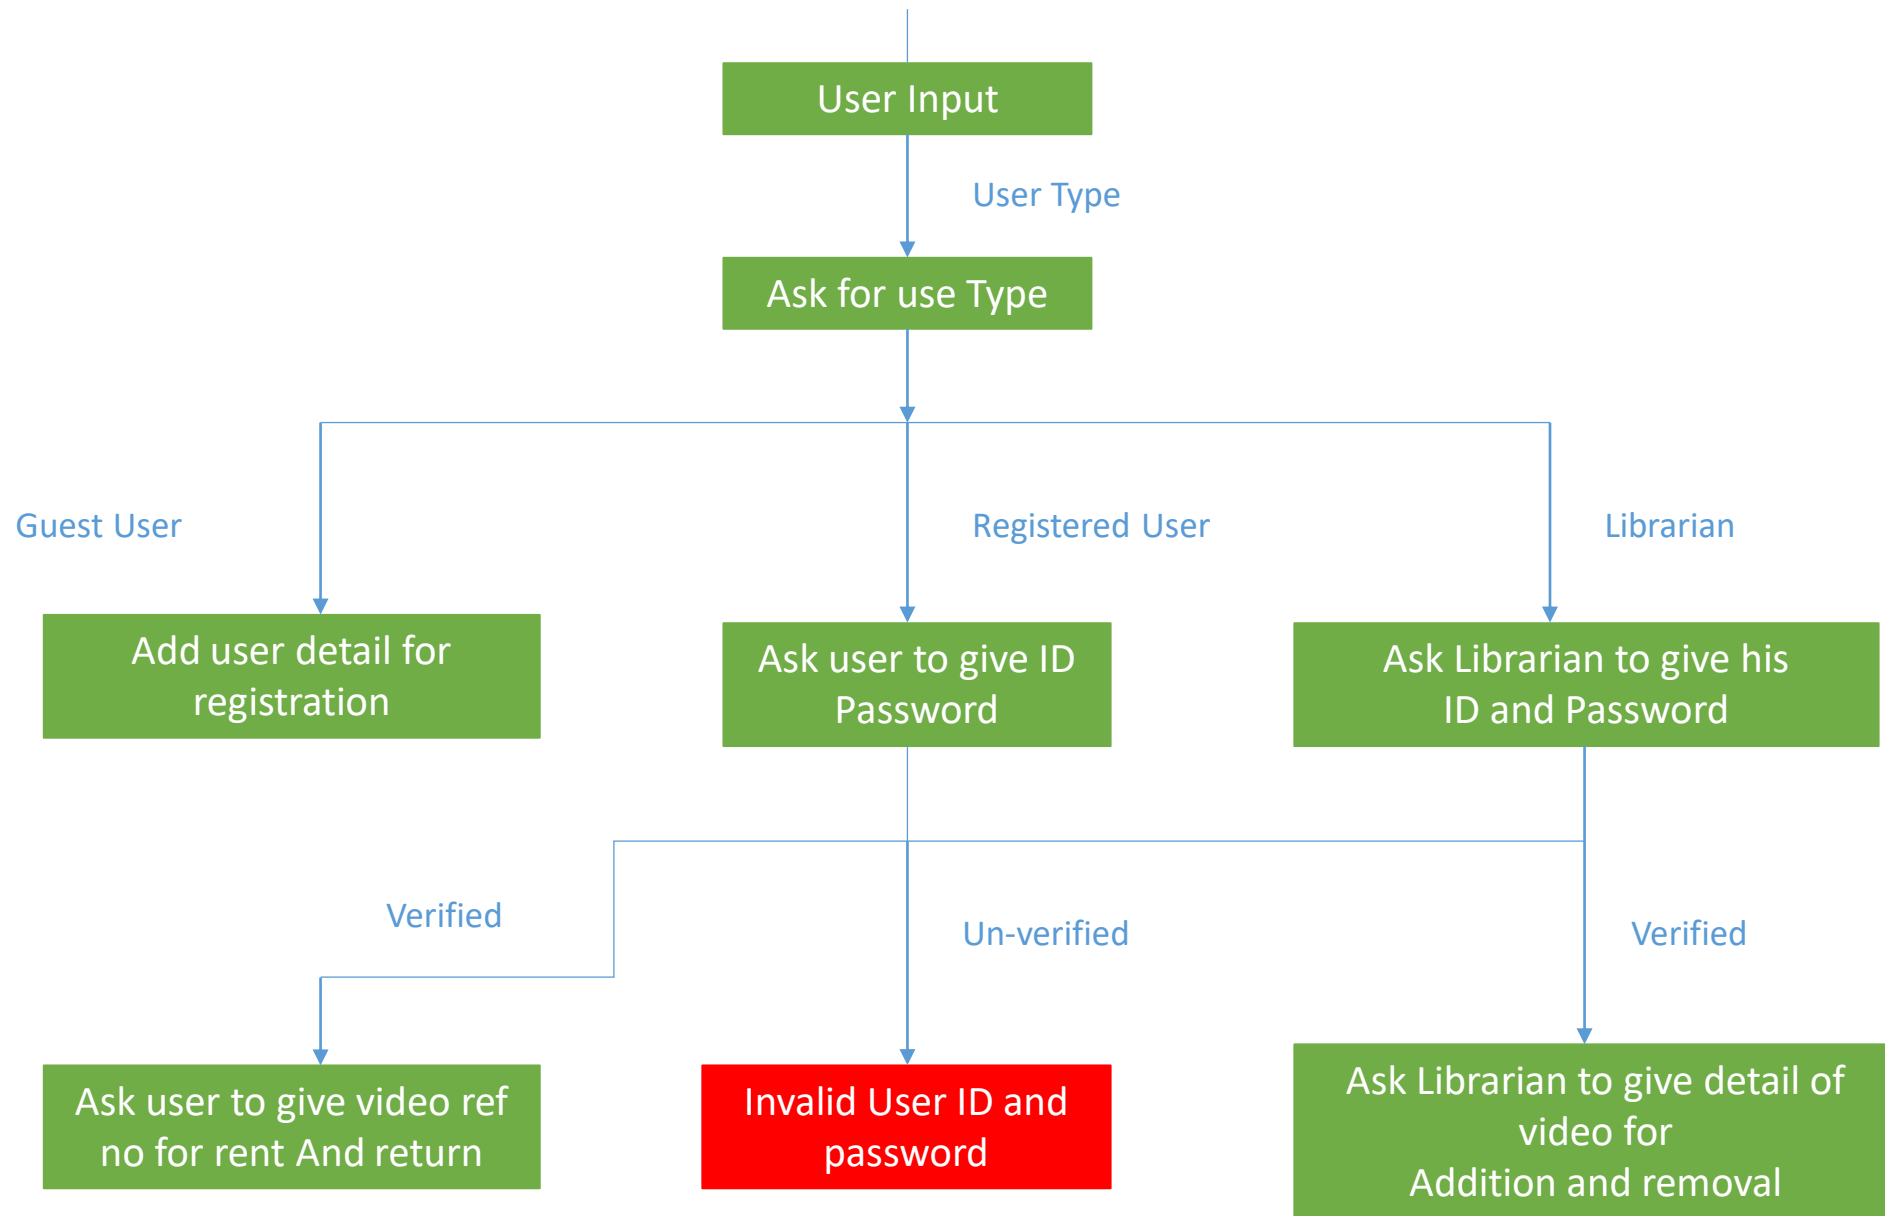 User Input
User Type
Ask for use Type
Guest User
Registered User
Librarian
Add user detail for
registration
Ask user to give ID
Password
Ask Librarian to give his
ID and Password
Verified
Un-verified
Verified
Ask user to give video ref
no for rent And return
Invalid User ID and
password
Ask Librarian to give detail of
video for
Addition and removal